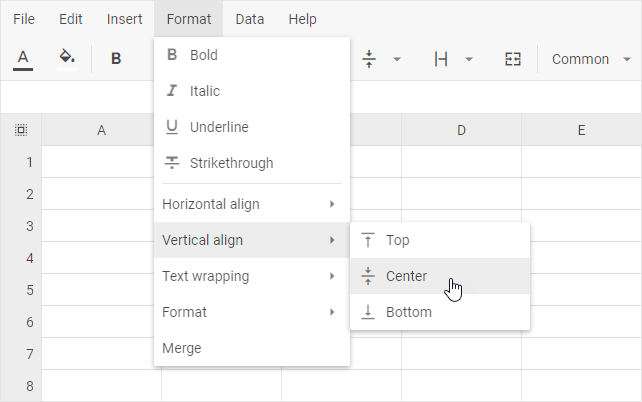 File Edit Insert Format Data Help
A B Common
A D E
Bold
Italic
Underline
Strikethrough
Horizontal align
Vertical align
Text wrapping
Format
Merge
Top
Center
Bottom
1
2
3
4
5
6
7
8